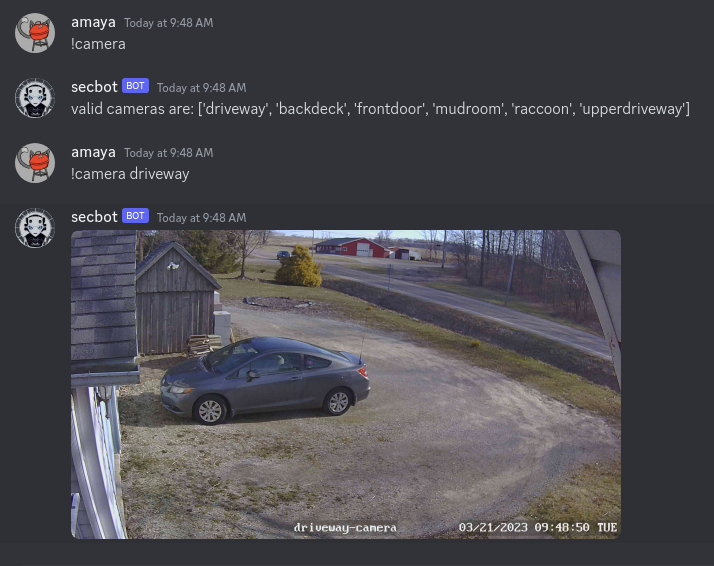 amaya Today at 9:48 AM
!camera
secbot BOT Today at 9:48 AM
valid cameras are: ['driveway', 'backdeck', 'frontdoor', 'mudroom', 'raccoon', 'upperdriveway']
amaya Today at 9:48 AM
!camera driveway
secbot BOT Today at 9:48 AM
driveway-camera 03/21/2023 09:48:50 TUE